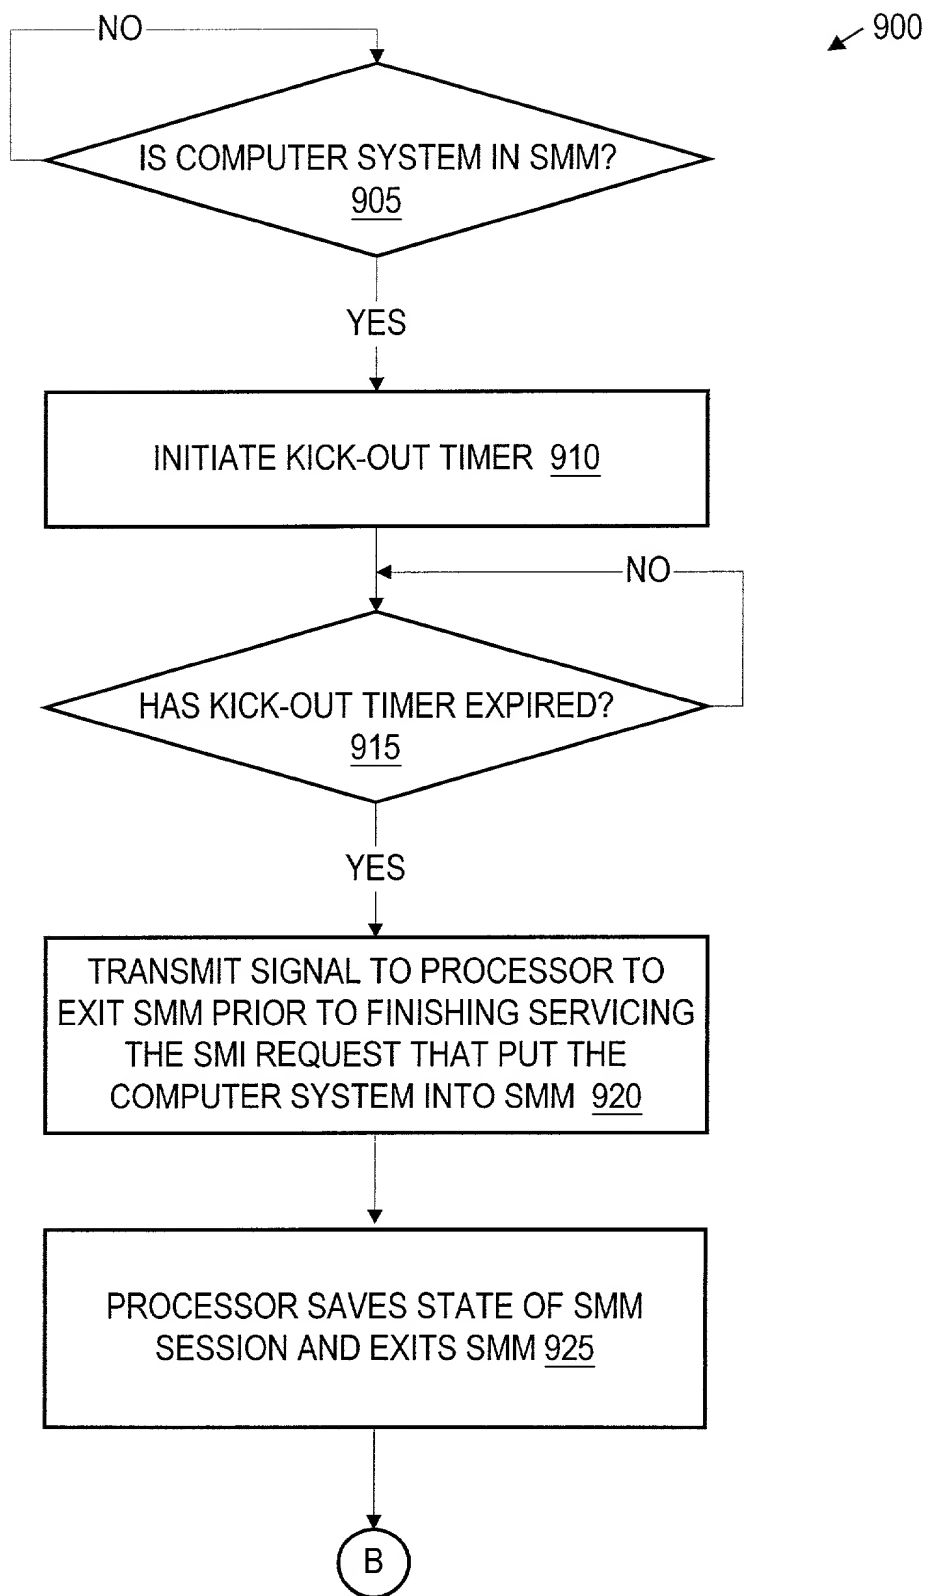 NO
900
IS COMPUTER SYSTEM IN SMM?
905
YES
INITIATE KICK-OUT TIMER 910
NO
HAS KICK-OUT TIMER EXPIRED?
915
YES
TRANSMIT SIGNAL TO PROCESSOR TO
EXIT SMM PRIOR TO FINISHING SERVICING
THE SMI REQUEST THAT PUT THE
COMPUTER SYSTEM INTO SMM 920
PROCESSOR SAVES STATE OF SMM
SESSION AND EXITS SMM 925
B